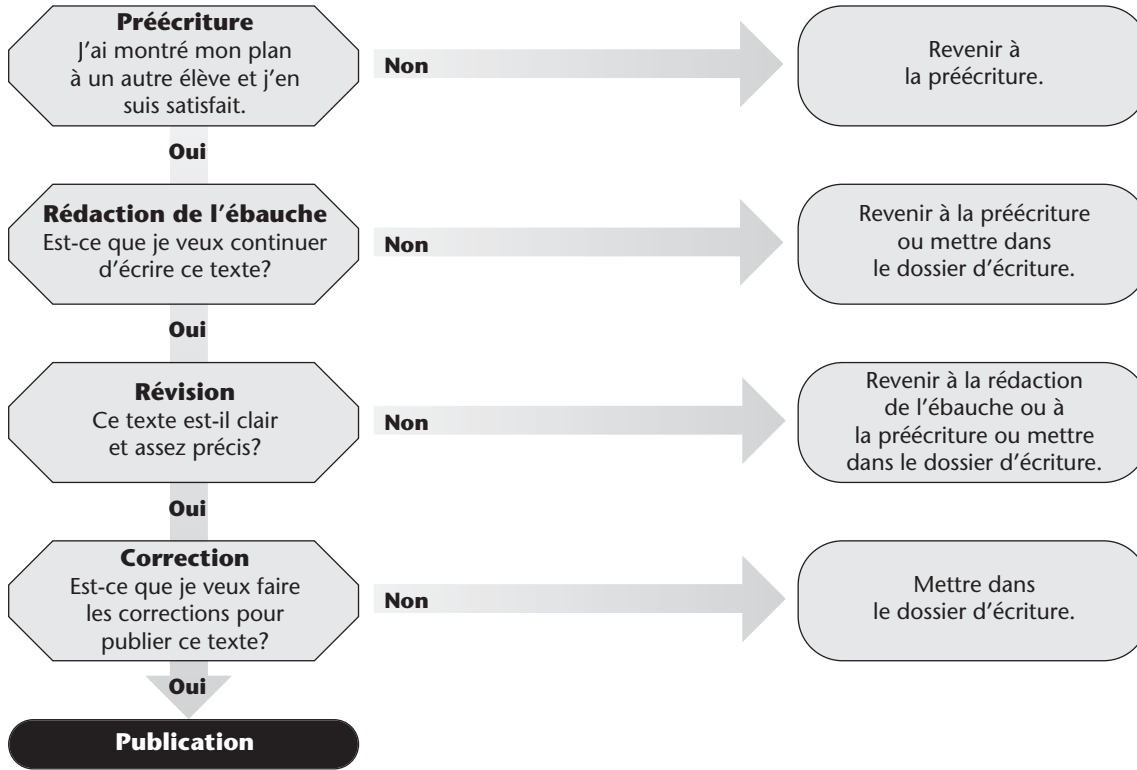 Préécriture
J'ai montré mon plan
à un autre élève et j'en
suis satisfait.
Non
Revenir à
la préécriture.
Oui
Rédaction de l'ébauche
Est-ce que je veux continuer
d'écrire ce texte?
Non
Revenir à la préécriture
ou mettre dans
le dossier d'écriture.
Oui
Révision
Ce texte est-il clair
et assez précis?
Non
Revenir à la rédaction
de l'ébauche ou à
la préécriture ou mettre
dans le dossier d'écriture.
Oui
Correction
Est-ce que je veux faire
les corrections pour
publier ce texte?
Non
Mettre dans
le dossier d'écriture.
Oui
Publication